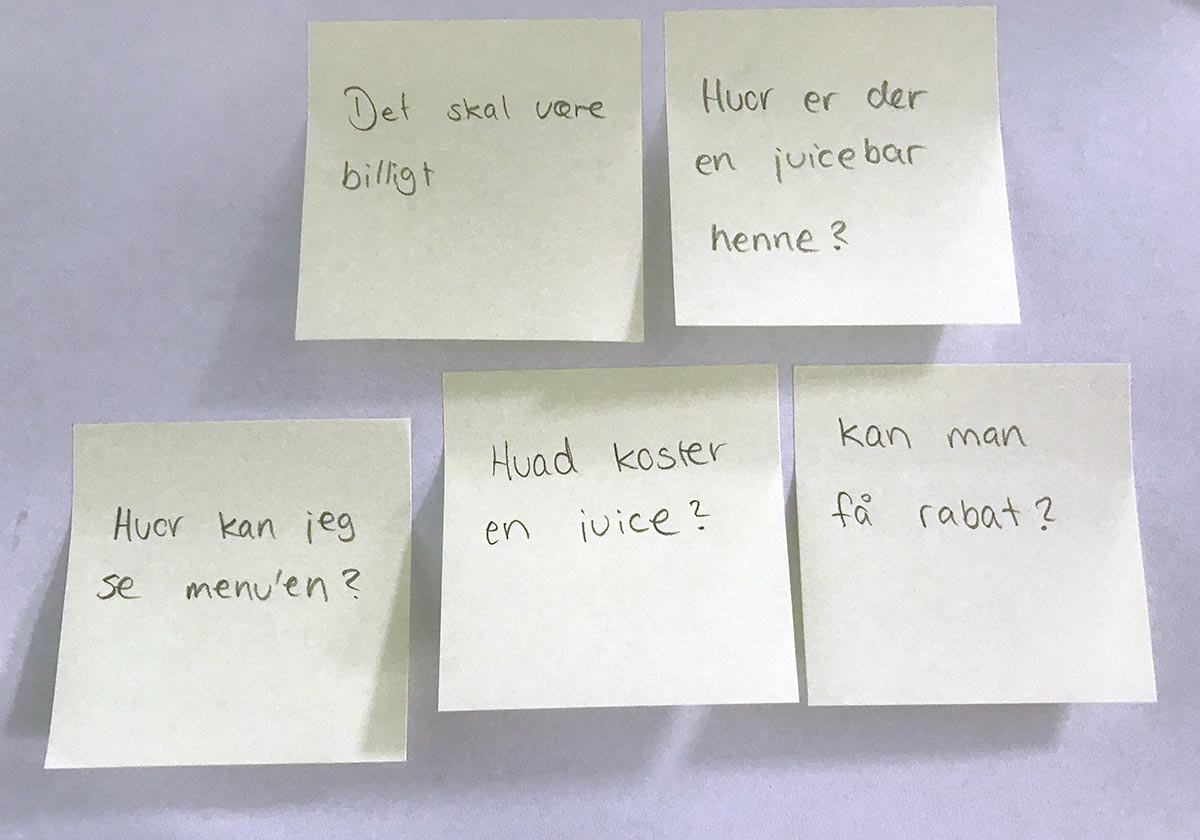 Det skal være
billigt
Hvor er der
en juicebar
henne?
Hvor kan jeg
se menu'en?
Hvad koster
en juice?
kan man
få rabat?